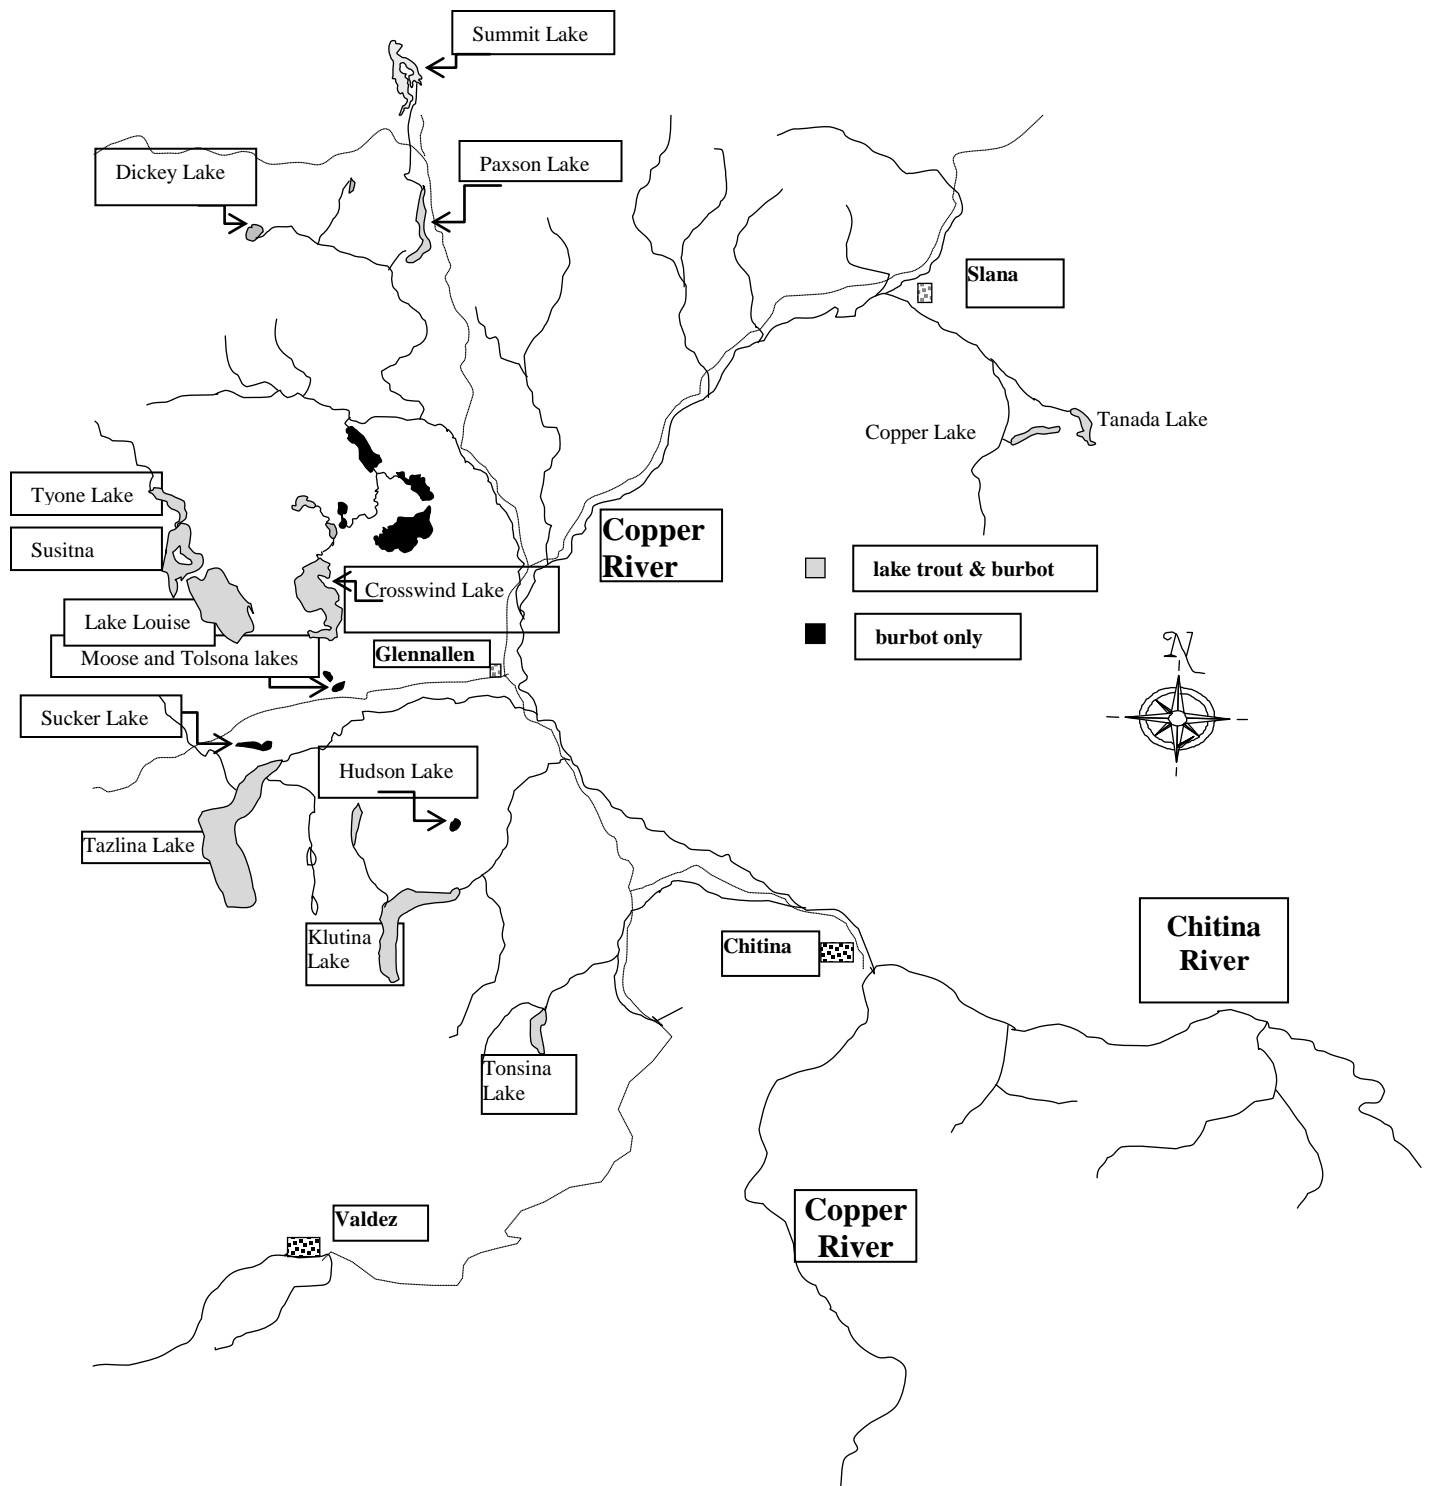 Summit Lake
Dickey Lake
Paxson Lake
Slana
Copper Lake
Tanada Lake
Tyone Lake
Susitna
Copper
River
lake trout & burbot
Crosswind Lake
Lake Louise
burbot only
Moose and Tolsona lakes
Glennallen
N
Sucker Lake
Hudson Lake
Tazlina Lake
Klutina
Lake
Chitina
Chitina
River
Tonsina
Lake
Valdez
Copper
River